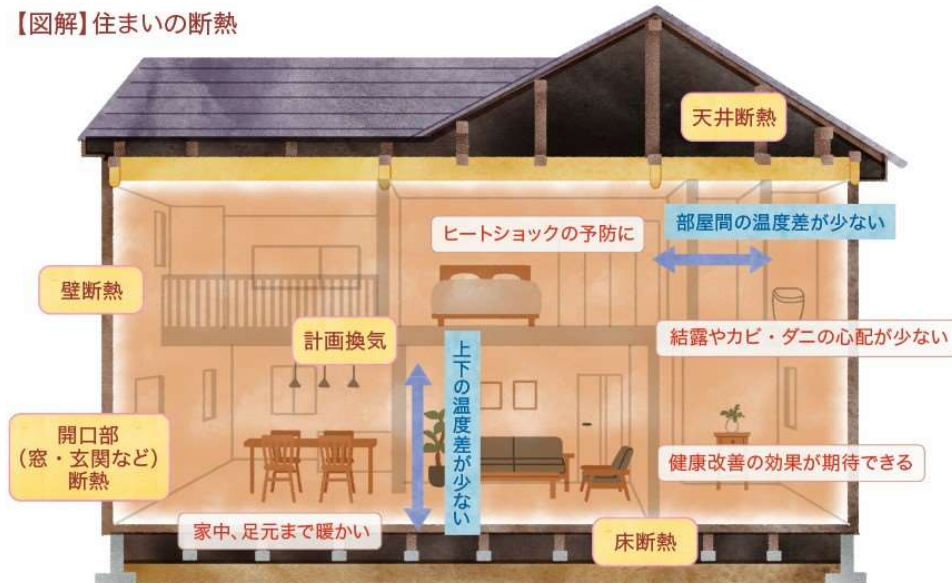 【図解】住まいの断熱
天井断熱
部屋間の温度差が少ない
ヒートショックの予防に
壁断熱
計画換気
上下の温度差が少ない
結露やカビ・ダニの心配が少ない
開口部
(窓・玄関など)
断熱
健康改善の効果が期待できる
家中、足元まで暖かい
床断熱